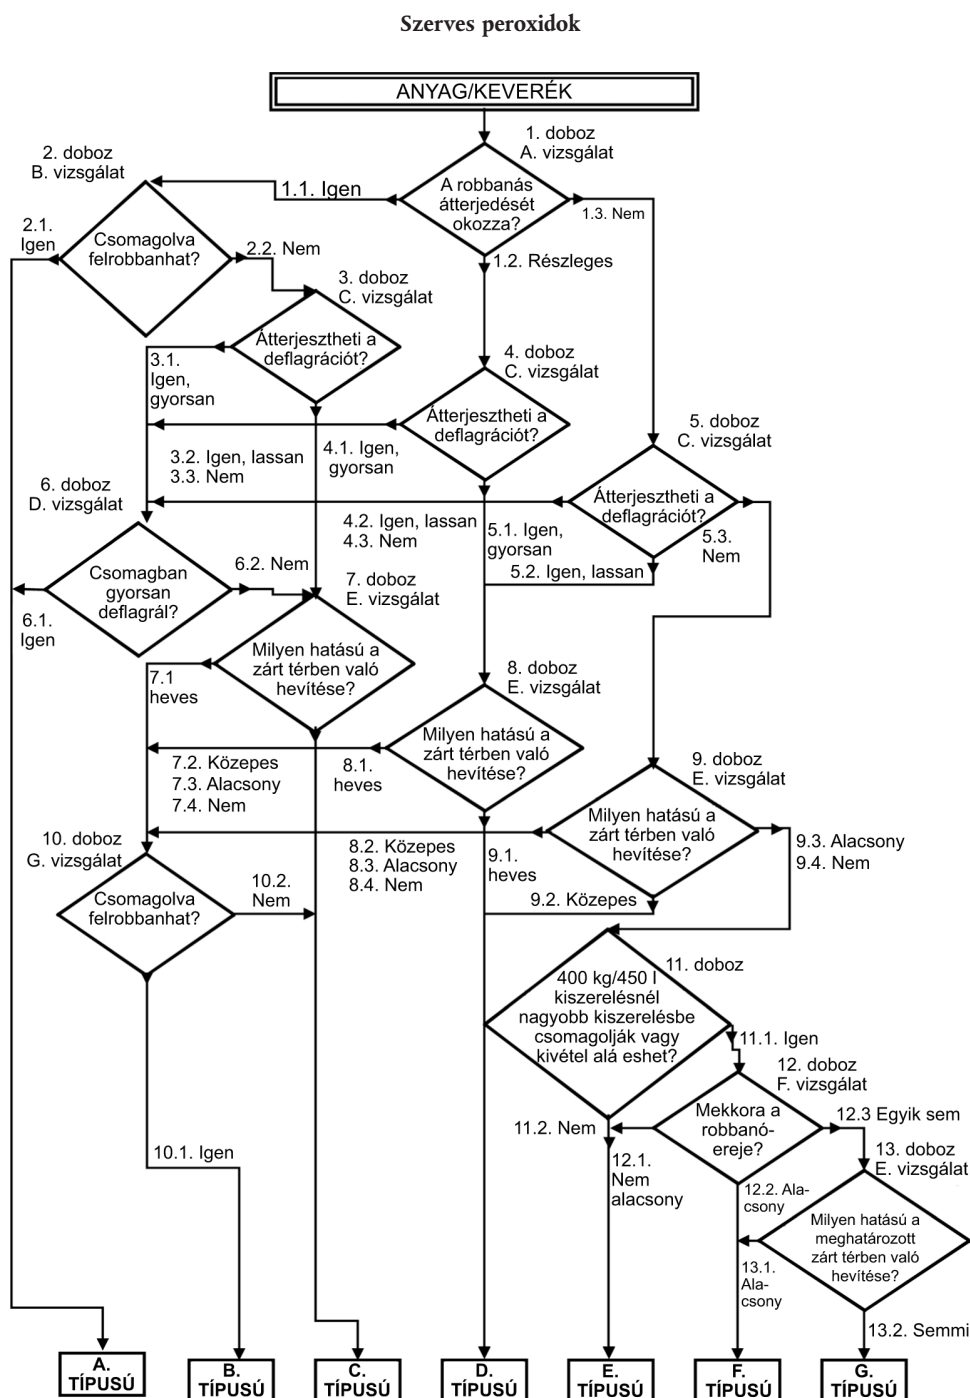 Szerves peroxidok
ANYAG/KEVERÉK
1. doboz
A. vizsgálat
2. doboz
B. vizsgálat
1.1. Igen
A robbanás
átterjedését
okozza?
1.3. Nem
2.1.
Igen
Csomagolva
felrobbanhat?
2.2. Nem
1.2. Részleges
3. doboz
C. vizsgálat
Átterjesztheti a
deflagrációt?
3.1.
Igen,
gyorsan
4. doboz
C. vizsgálat
Átterjesztheti a
deflagrációt?
5. doboz
C. vizsgálat
3.2. Igen, lassan
3.3. Nem
4.1. Igen,
gyorsan
6. doboz
D. vizsgálat
Átterjesztheti a
deflagrációt?
4.2. Igen, lassan
4.3. Nem
5.1. Igen,
gyorsan
5.3.
Nem
5.2. Igen, lassan
Csomagban
gyorsan
deflagrál?
6.2. Nem
6.1.
Igen
7. doboz
E. vizsgálat
Milyen hatású a
zárt térben való
hevítése?
7.1
heves
8. doboz
E. vizsgálat
Milyen hatású a
zárt térben való
hevítése?
7.2. Közepes
7.3. Alacsony
7.4. Nem
8.1.
heves
9. doboz
E. vizsgálat
Milyen hatású a
zárt térben való
hevítése?
9.3. Alacsony
9.4. Nem
10. doboz
G. vizsgálat
8.2. Közepes
8.3. Alacsony
8.4. Nem
9.1.
heves
9.2. Közepes
Csomagolva
felrobbanhat?
10.2.
Nem
11. doboz
400 kg/450 l
kiszerelésnél
nagyobb kiszerelésbe
csomagolják vagy
kivétel alá eshet?
11.1. Igen
12. doboz
F. vizsgálat
11.2. Nem
Mekkora a
robbanó-
ereje?
12.3 Egyik sem
10.1. Igen
12.1.
Nem
alacsony
13. doboz
E. vizsgálat
12.2. Ala-
csony
Milyen hatású a
meghatározott
zárt térben való
hevítése?
13.1.
Ala-
csony
13.2. Semmi
A.
TÍPUSÚ
B.
TÍPUSÚ
C.
TÍPUSÚ
D.
TÍPUSÚ
E.
TÍPUSÚ
F.
TÍPUSÚ
G.
TÍPUSÚ